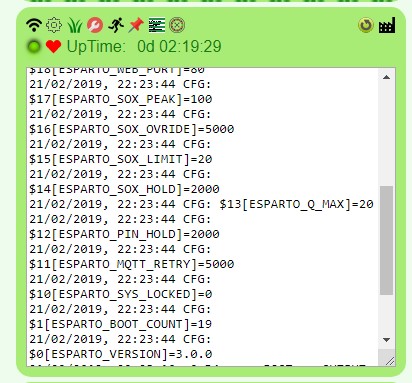 UpTime: 0d 02:19:29
$18[ESPARTO_WEB_PORT]=80
21/02/2019, 22:23:44 CFG:
$17[ESPARTO_SOX_PEAK]=100
21/02/2019, 22:23:44 CFG:
$16[ESPARTO_SOX_OVRIDE]=5000
21/02/2019, 22:23:44 CFG:
$15[ESPARTO_SOX_LIMIT]=20
21/02/2019, 22:23:44 CFG:
$14[ESPARTO_SOX_HOLD]=2000
21/02/2019, 22:23:44 CFG: $13[ESPARTO_Q_MAX]=20
21/02/2019, 22:23:44 CFG:
$12[ESPARTO_PIN_HOLD]=2000
21/02/2019, 22:23:44 CFG:
$11[ESPARTO_MQTT_RETRY]=5000
21/02/2019, 22:23:44 CFG:
$10[ESPARTO_SYS_LOCKED]=0
21/02/2019, 22:23:44 CFG:
$1[ESPARTO_BOOT_COUNT]=19
21/02/2019, 22:23:44 CFG:
$0[ESPARTO_VERSION]=3.0.0